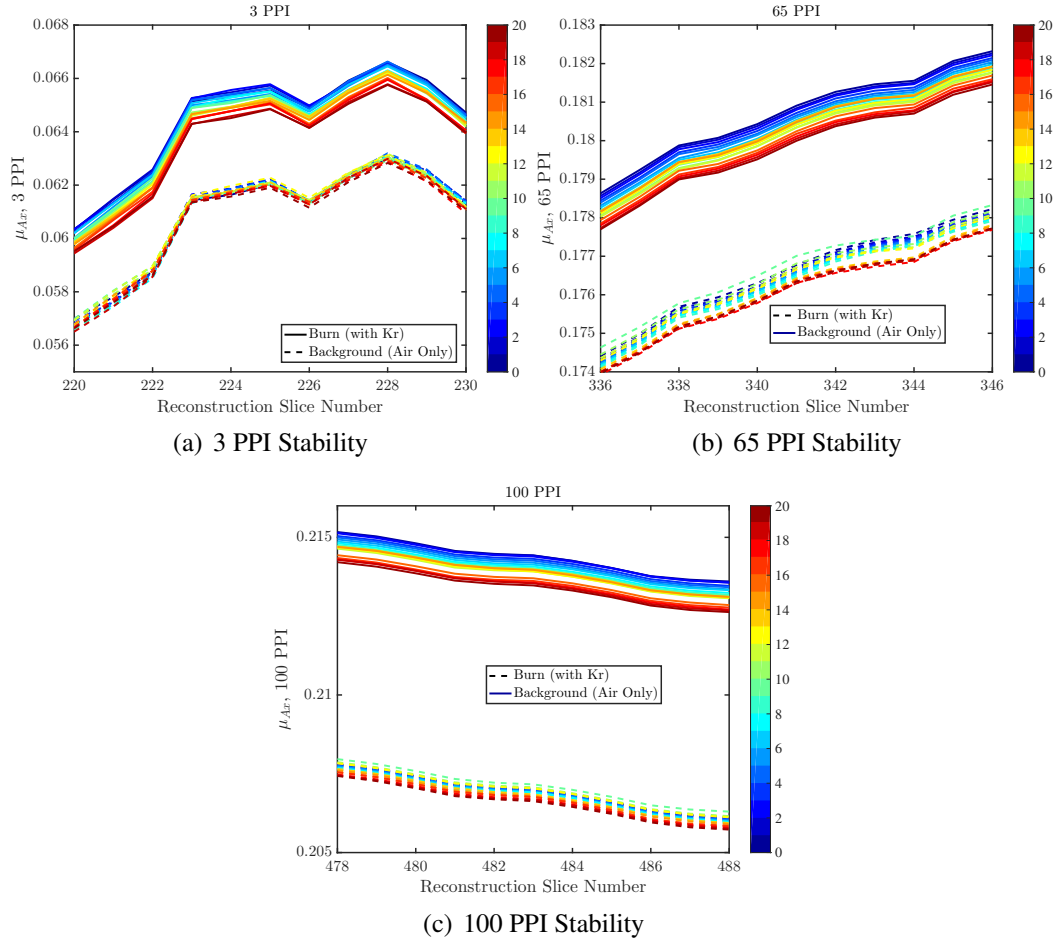 3 PPI
0.068
0.066
0.064
0.062
0.06
0.058
0.056
μ_Ax, 3 PPI
Burn (with Kr)
Background (Air Only)
220 222 224 226 228 230
Reconstruction Slice Number
20
18
16
14
12
10
8
6
4
2
0
(a) 3 PPI Stability
65 PPI
0.183
0.182
0.181
0.18
0.179
0.178
0.177
0.176
0.175
0.174
μ_Ax, 65 PPI
Burn (with Kr)
Background (Air Only)
336 338 340 342 344 346
Reconstruction Slice Number
20
18
16
14
12
10
8
6
4
2
0
(b) 65 PPI Stability
100 PPI
0.215
0.21
0.205
μ_Ax, 100 PPI
Burn (with Kr)
Background (Air Only)
478 480 482 484 486 488
Reconstruction Slice Number
20
18
16
14
12
10
8
6
4
2
0
(c) 100 PPI Stability